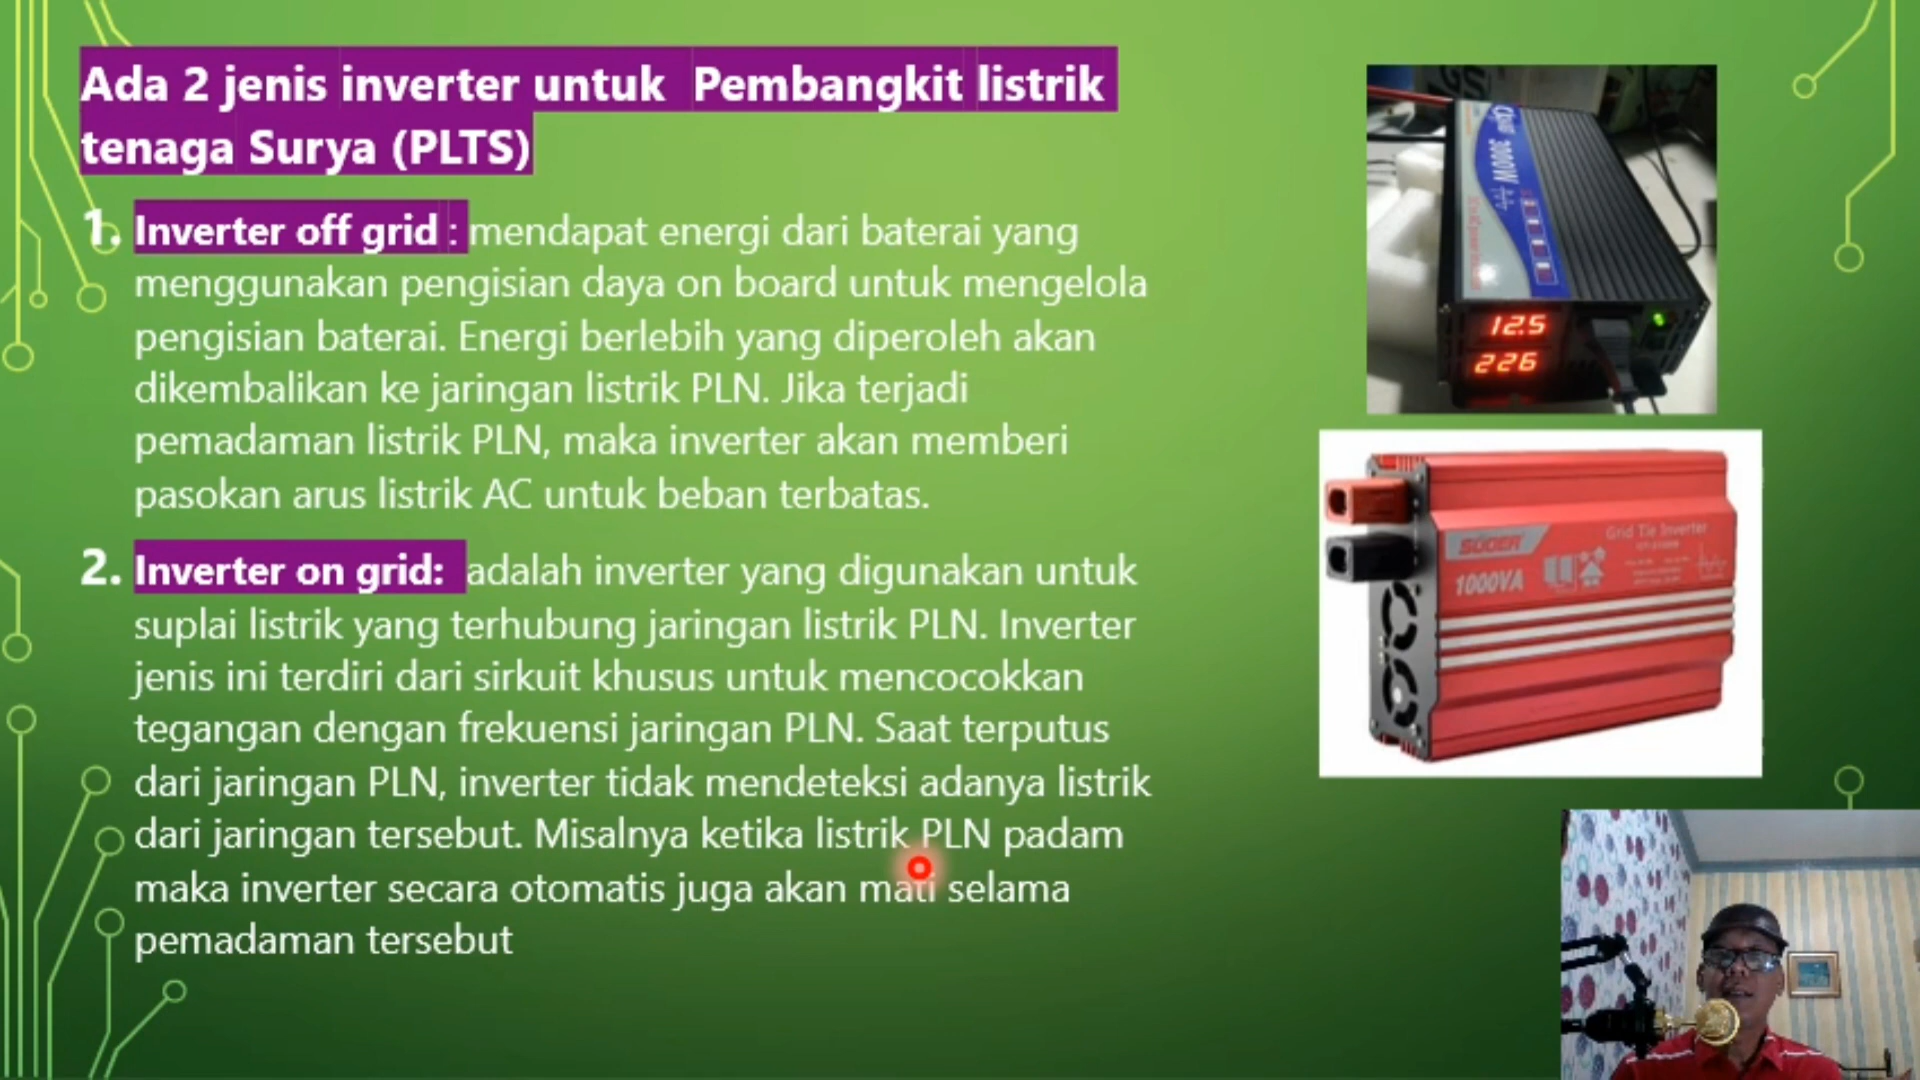 Ada 2 jenis inverter untuk Pembangkit listrik
tenaga Surya (PLTS)
1. Inverter off grid : mendapat energi dari baterai yang
menggunakan pengisian daya on board untuk mengelola
pengisian baterai. Energi berlebih yang diperoleh akan
dikembalikan ke jaringan listrik PLN. Jika terjadi
pemadaman listrik PLN, maka inverter akan memberi
pasokan arus listrik AC untuk beban terbatas.
2. Inverter on grid: adalah inverter yang digunakan untuk
suplai listrik yang terhubung jaringan listrik PLN. Inverter
jenis ini terdiri dari sirkuit khusus untuk mencocokkan
tegangan dengan frekuensi jaringan PLN. Saat terputus
dari jaringan PLN, inverter tidak mendeteksi adanya listrik
dari jaringan tersebut. Misalnya ketika listrik PLN padam
maka inverter secara otomatis juga akan mati selama
pemadaman tersebut
3000W
12.5
226
Grid Tie Inverter
SUOER
1000VA